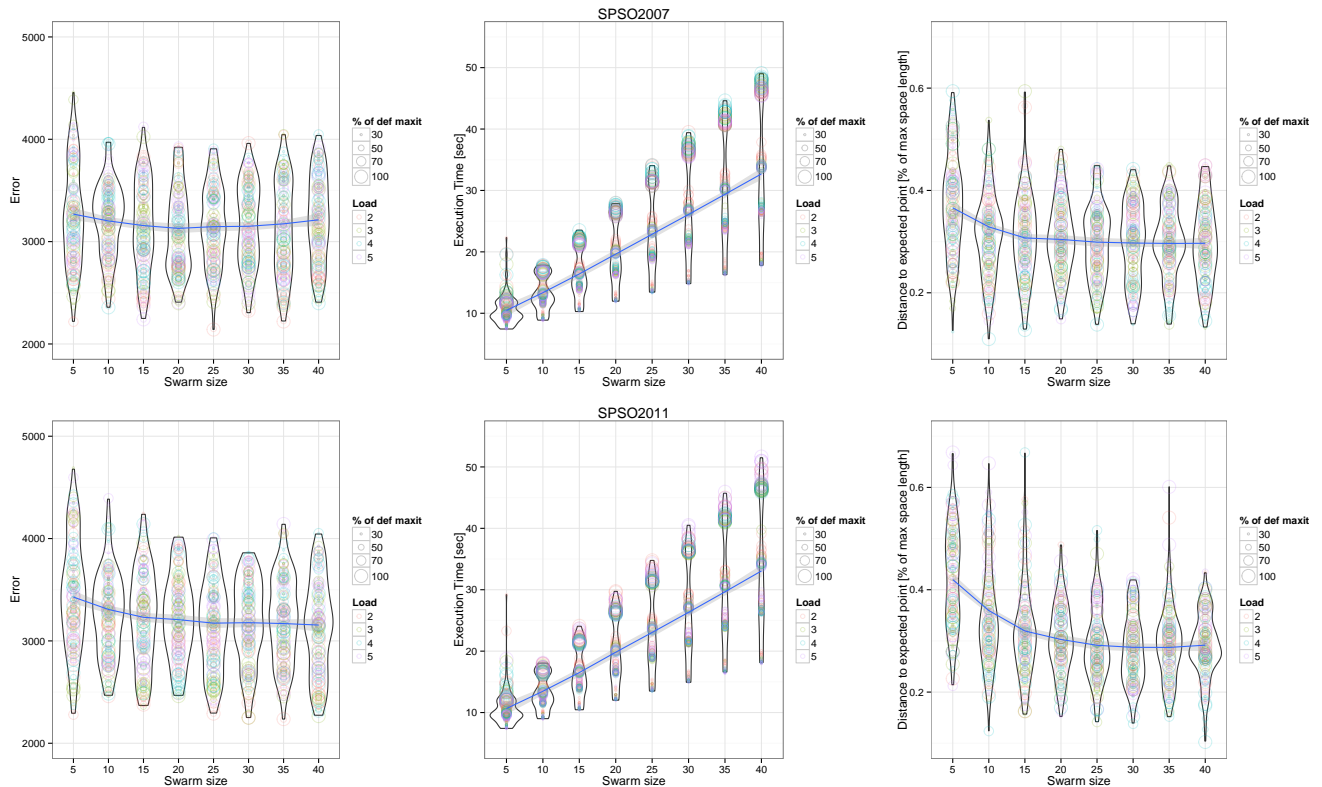 SPSO2007
5000
4000
3000
2000
Error
5 10 15 20 25 30 35 40
Swarm size
% of def maxit
30
50
70
100
Load
2
3
4
5
50
40
30
20
10
Execution Time [sec]
5 10 15 20 25 30 35 40
Swarm size
% of def maxit
30
50
70
100
Load
2
3
4
5
0.6
0.4
0.2
Distance to expected point [% of max space length]
5 10 15 20 25 30 35 40
Swarm size
% of def maxit
30
50
70
100
Load
2
3
4
5
SPSO2011
5000
4000
3000
2000
Error
5 10 15 20 25 30 35 40
Swarm size
% of def maxit
30
50
70
100
Load
2
3
4
5
50
40
30
20
10
Execution Time [sec]
5 10 15 20 25 30 35 40
Swarm size
% of def maxit
30
50
70
100
Load
2
3
4
5
0.6
0.4
0.2
Distance to expected point [% of max space length]
5 10 15 20 25 30 35 40
Swarm size
% of def maxit
30
50
70
100
Load
2
3
4
5